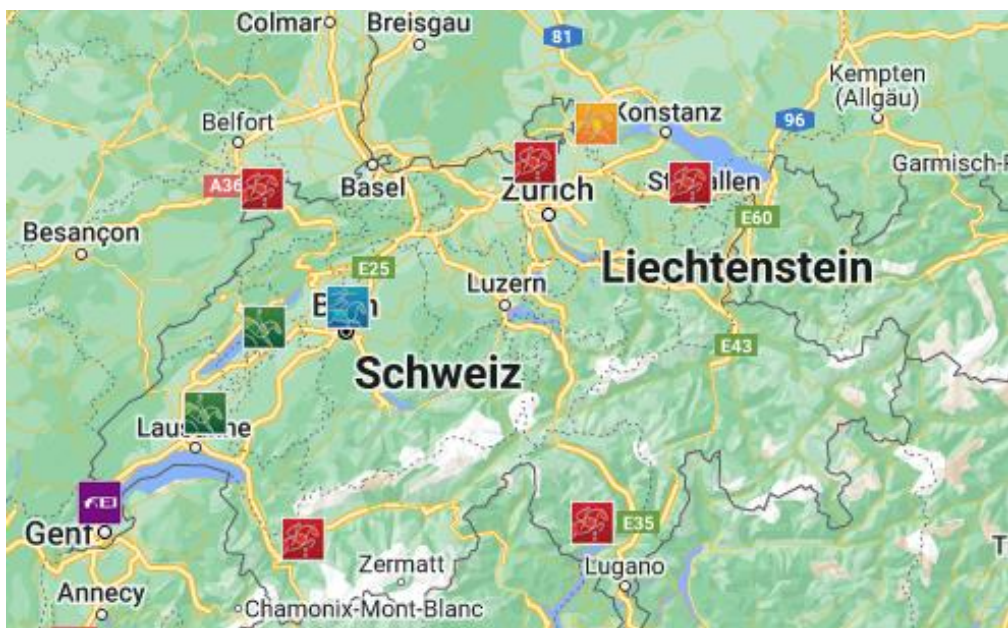 Colmar
Breisgau
81
Kempten
(Allgäu)
Konstanz
96
Belfort
Garmisch-P
Basel
Zürich
A36
E60
Besançon
E25
Liechtenstein
Luzern
E43
Schweiz
FEI
Genf
E35
Zermatt
Lugano
T
Annecy
Chamonix-Mont-Blanc